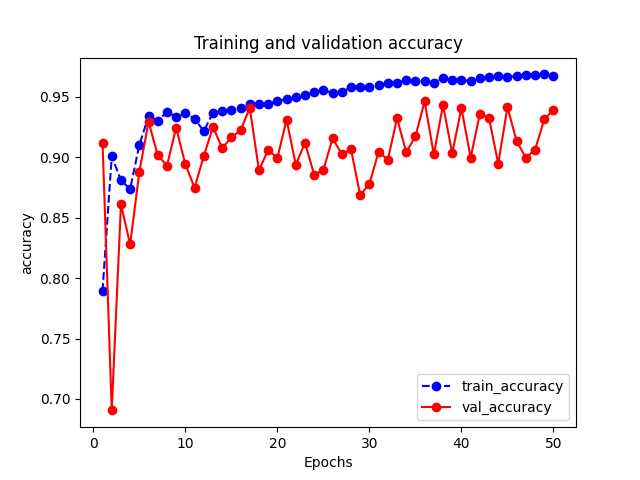 Training and validation accuracy
accuracy
0.95
0.90
0.85
0.80
0.75
0.70
train_accuracy
val_accuracy
0 10 20 30 40 50
Epochs